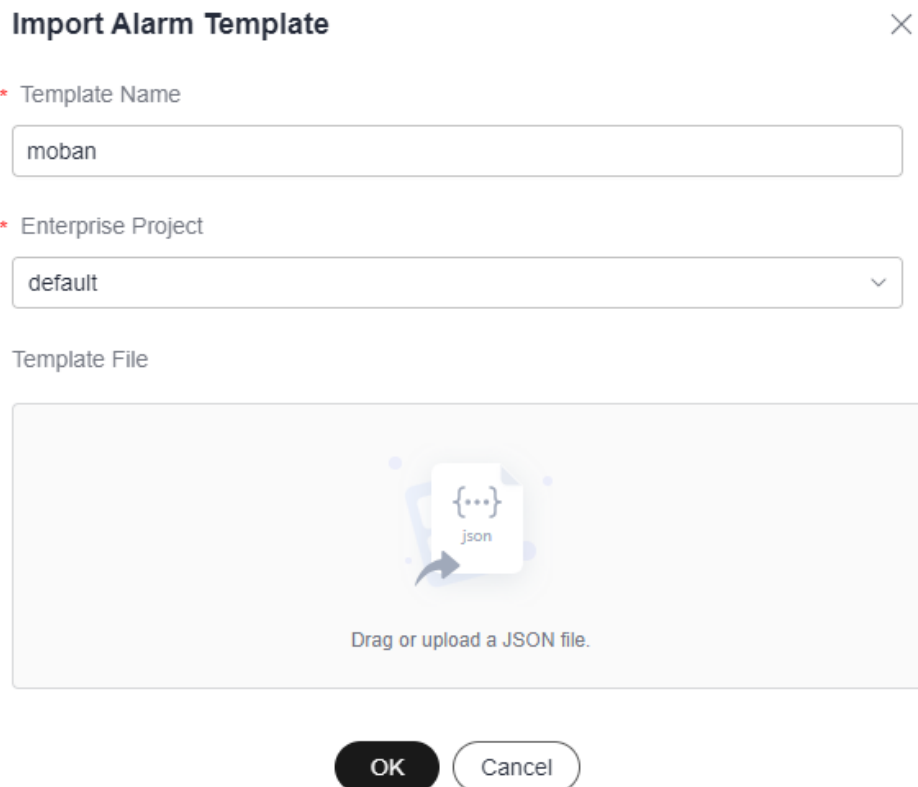 Import Alarm Template
* Template Name
moban
* Enterprise Project
default
Template File
{...}
json
Drag or upload a JSON file.
OK
Cancel